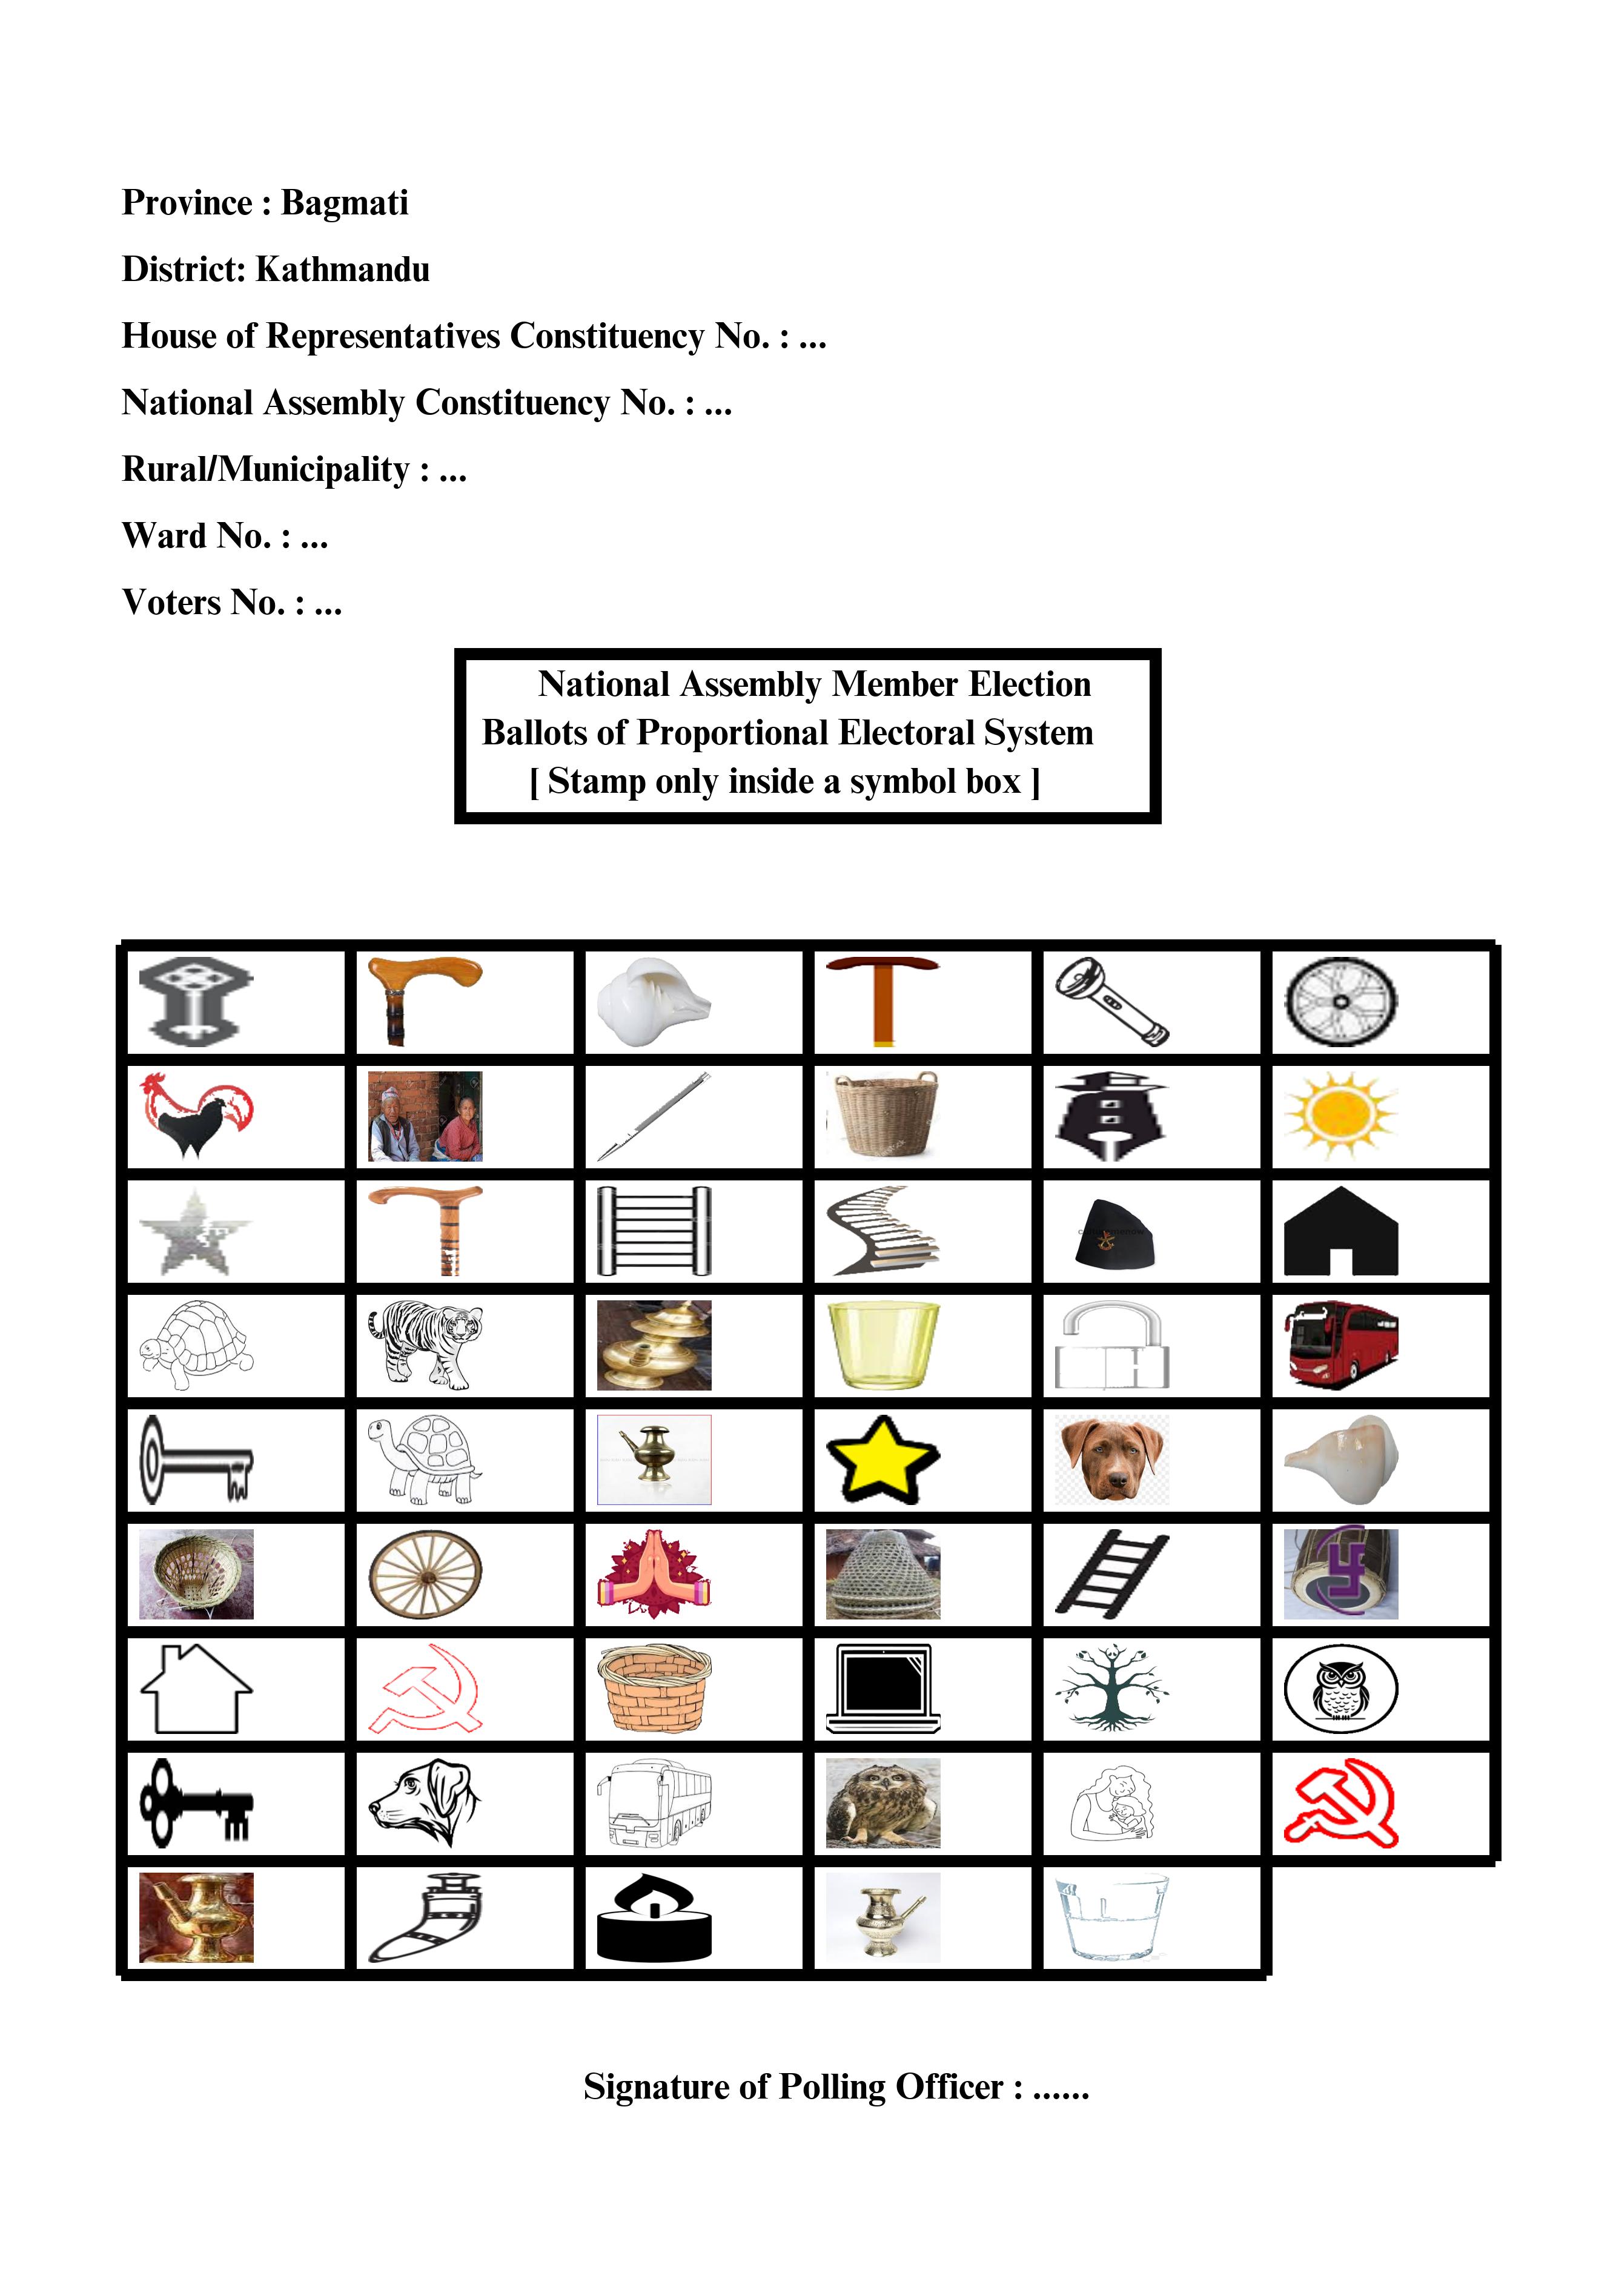 Province : Bagmati
District: Kathmandu
House of Representatives Constituency No. : ...
National Assembly Constituency No. : ...
Rural/Municipality : ...
Ward No. : ...
Voters No. : ...
National Assembly Member Election
Ballots of Proportional Electoral System
[ Stamp only inside a symbol box ]
Signature of Polling Officer : ......